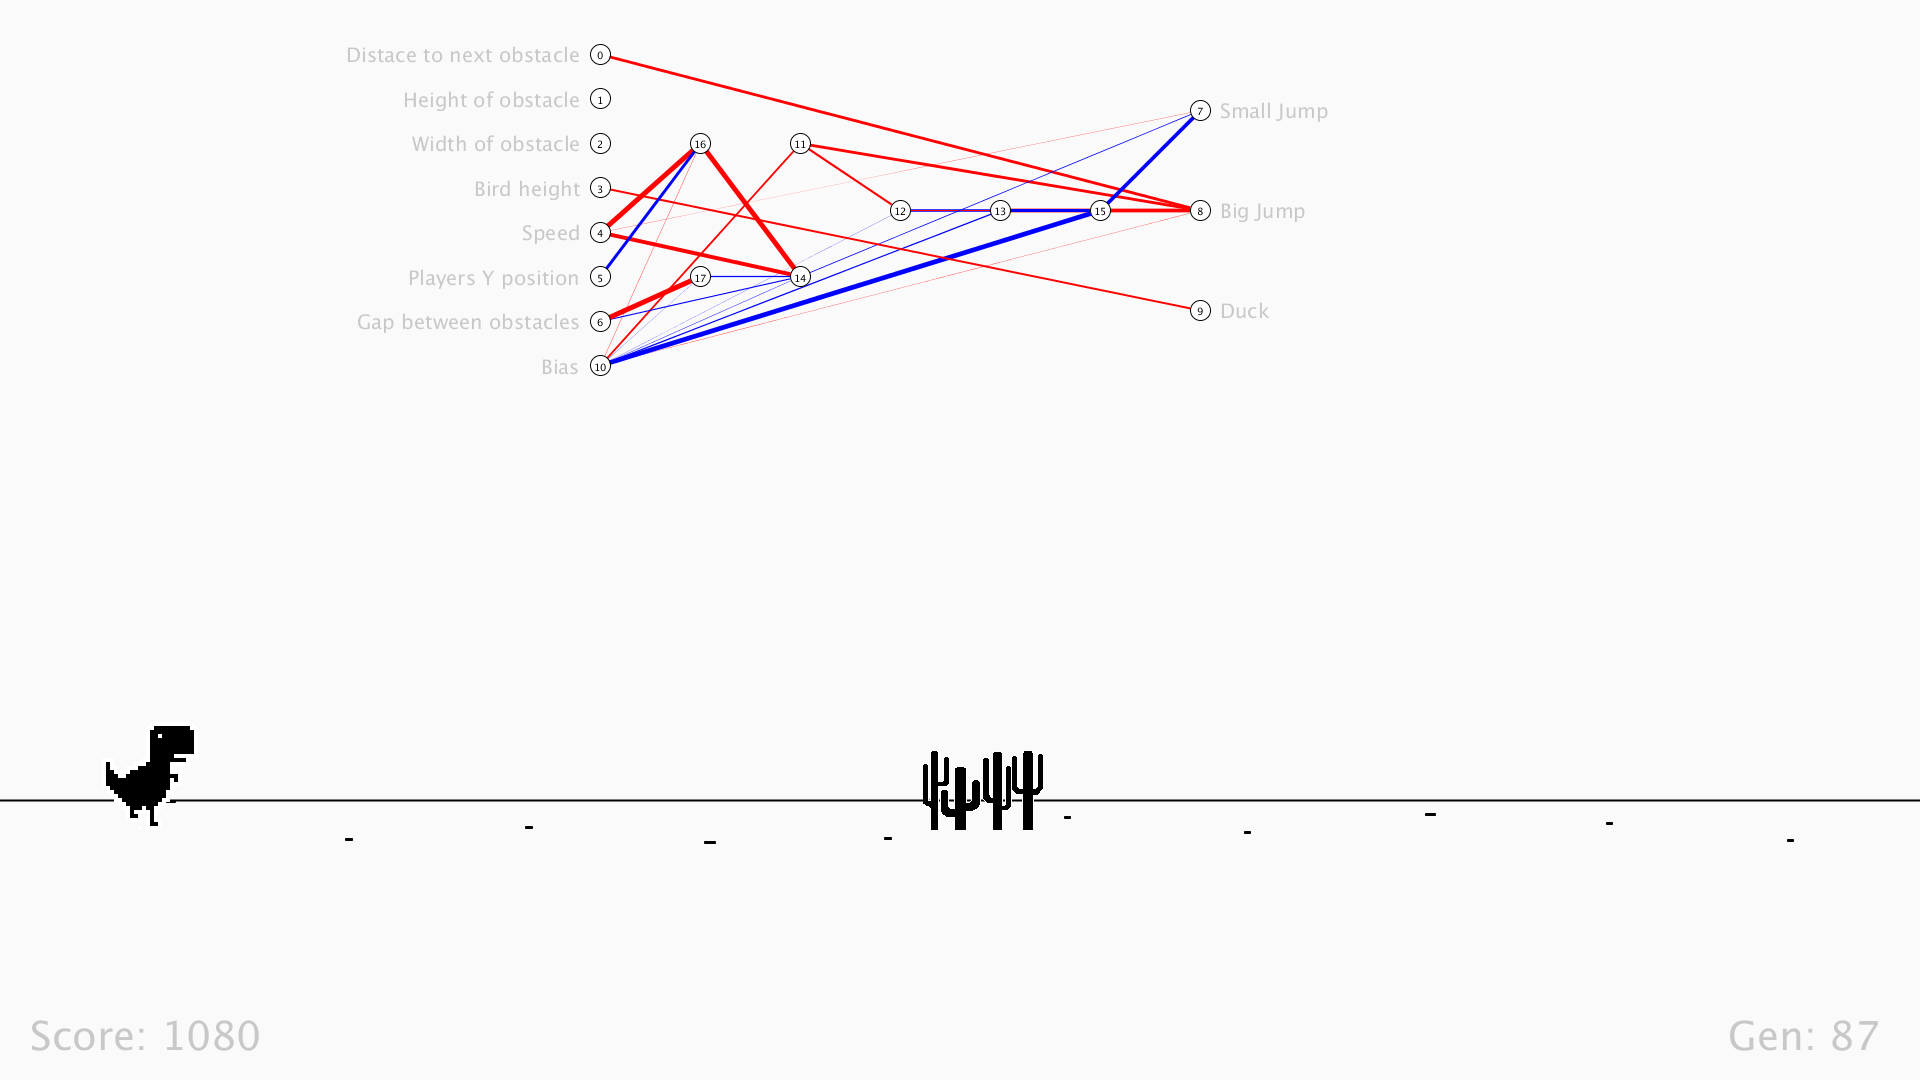 Distace to next obstacle 0
Height of obstacle 1
7 Small Jump
Width of obstacle 2 16 11
Bird height 3
12 13 15 8 Big Jump
Speed 4
Players Y position 5 17 14
9 Duck
Gap between obstacles 6
Bias 10
Score: 1080
Gen: 87